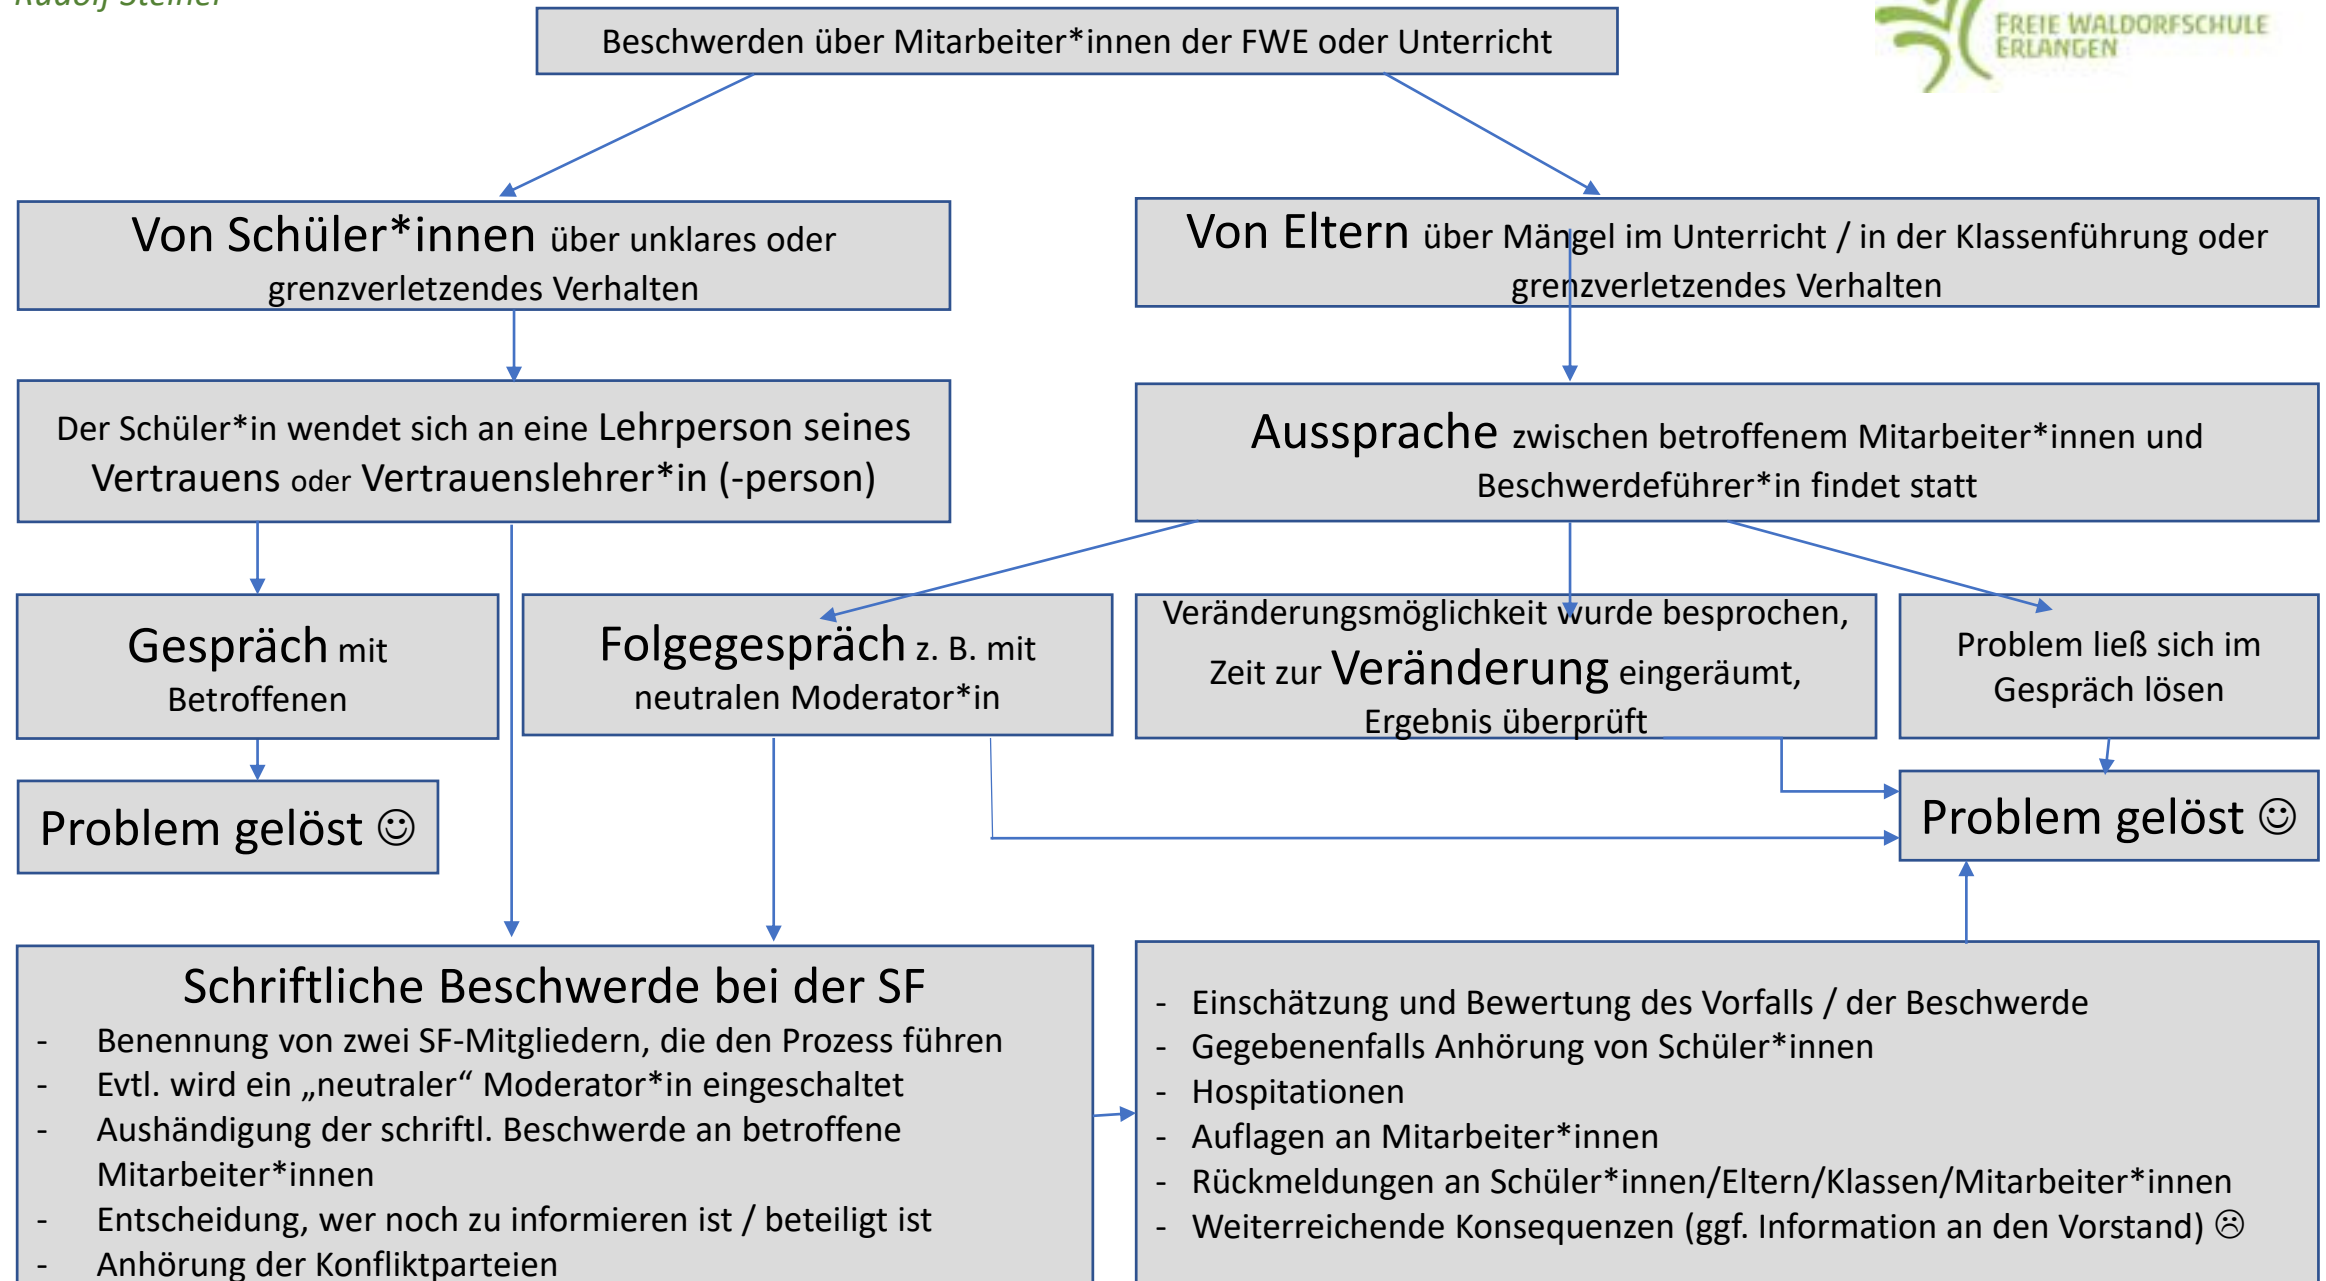 Rudolf Steiner
FREIE WALDORFSCHULE
ERLANGEN
Beschwerden über Mitarbeiter*innen der FWE oder Unterricht
Von Schüler*innen über unklares oder
grenzverletzendes Verhalten
Von Eltern über Mängel im Unterricht / in der Klassenführung oder
grenzverletzendes Verhalten
Der Schüler*in wendet sich an eine Lehrperson seines
Vertrauens oder Vertrauenslehrer*in (-person)
Aussprache zwischen betroffenem Mitarbeiter*innen und
Beschwerdeführer*in findet statt
Gespräch mit
Betroffenen
Folgegespräch z. B. mit
neutralen Moderator*in
Veränderungsmöglichkeit wurde besprochen,
Zeit zur Veränderung eingeräumt,
Ergebnis überprüft
Problem ließ sich im
Gespräch lösen
Problem gelöst ☺
Problem gelöst ☺
Schriftliche Beschwerde bei der SF
- Benennung von zwei SF-Mitgliedern, die den Prozess führen
- Evtl. wird ein „neutraler“ Moderator*in eingeschaltet
- Aushändigung der schriftl. Beschwerde an betroffene
Mitarbeiter*innen
- Entscheidung, wer noch zu informieren ist / beteiligt ist
- Anhörung der Konfliktparteien
- Einschätzung und Bewertung des Vorfalls / der Beschwerde
- Gegebenenfalls Anhörung von Schüler*innen
- Hospitationen
- Auflagen an Mitarbeiter*innen
- Rückmeldungen an Schüler*innen/Eltern/Klassen/Mitarbeiter*innen
- Weiterreichende Konsequenzen (ggf. Information an den Vorstand) ☹